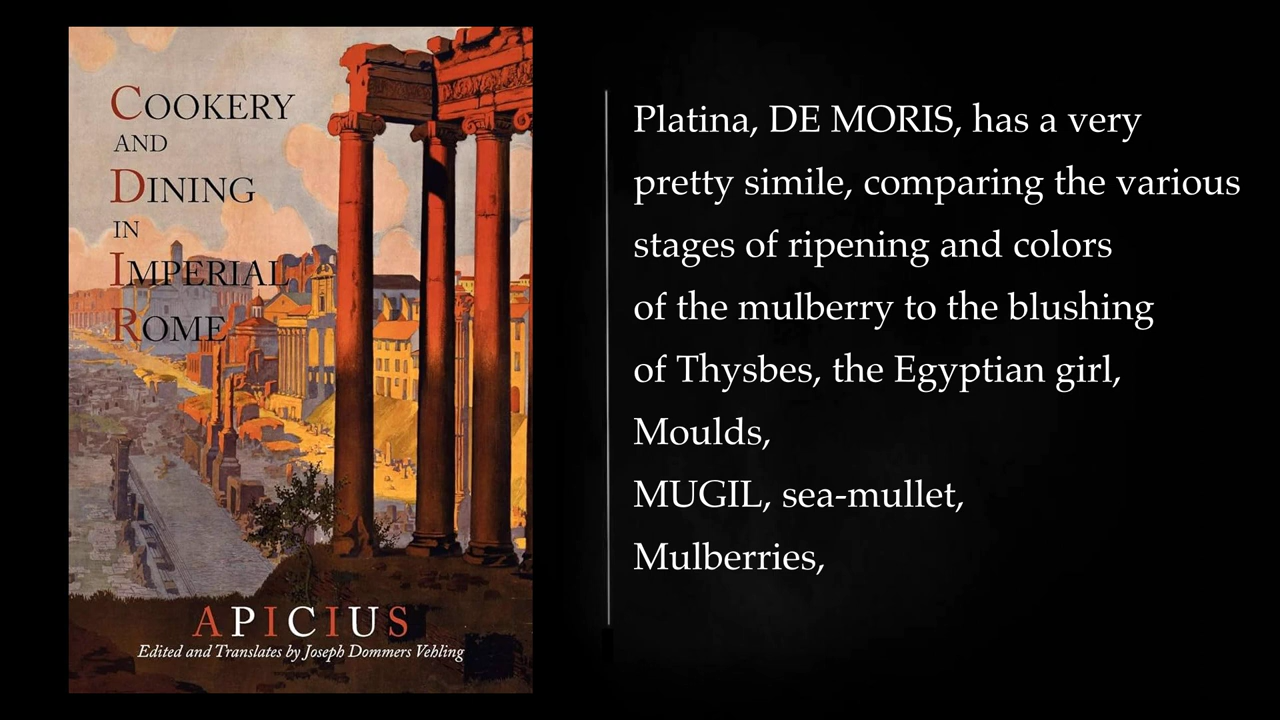 COOKERY
AND
DINING
IN
IMPERIAL
ROME
APICIUS
Edited and Translates by Joseph Dommers Vehling
Platina, DE MORIS, has a very
pretty simile, comparing the various
stages of ripening and colors
of the mulberry to the blushing
of Thysbes, the Egyptian girl,
Moulds,
MUGIL, sea-mullet,
Mulberries,